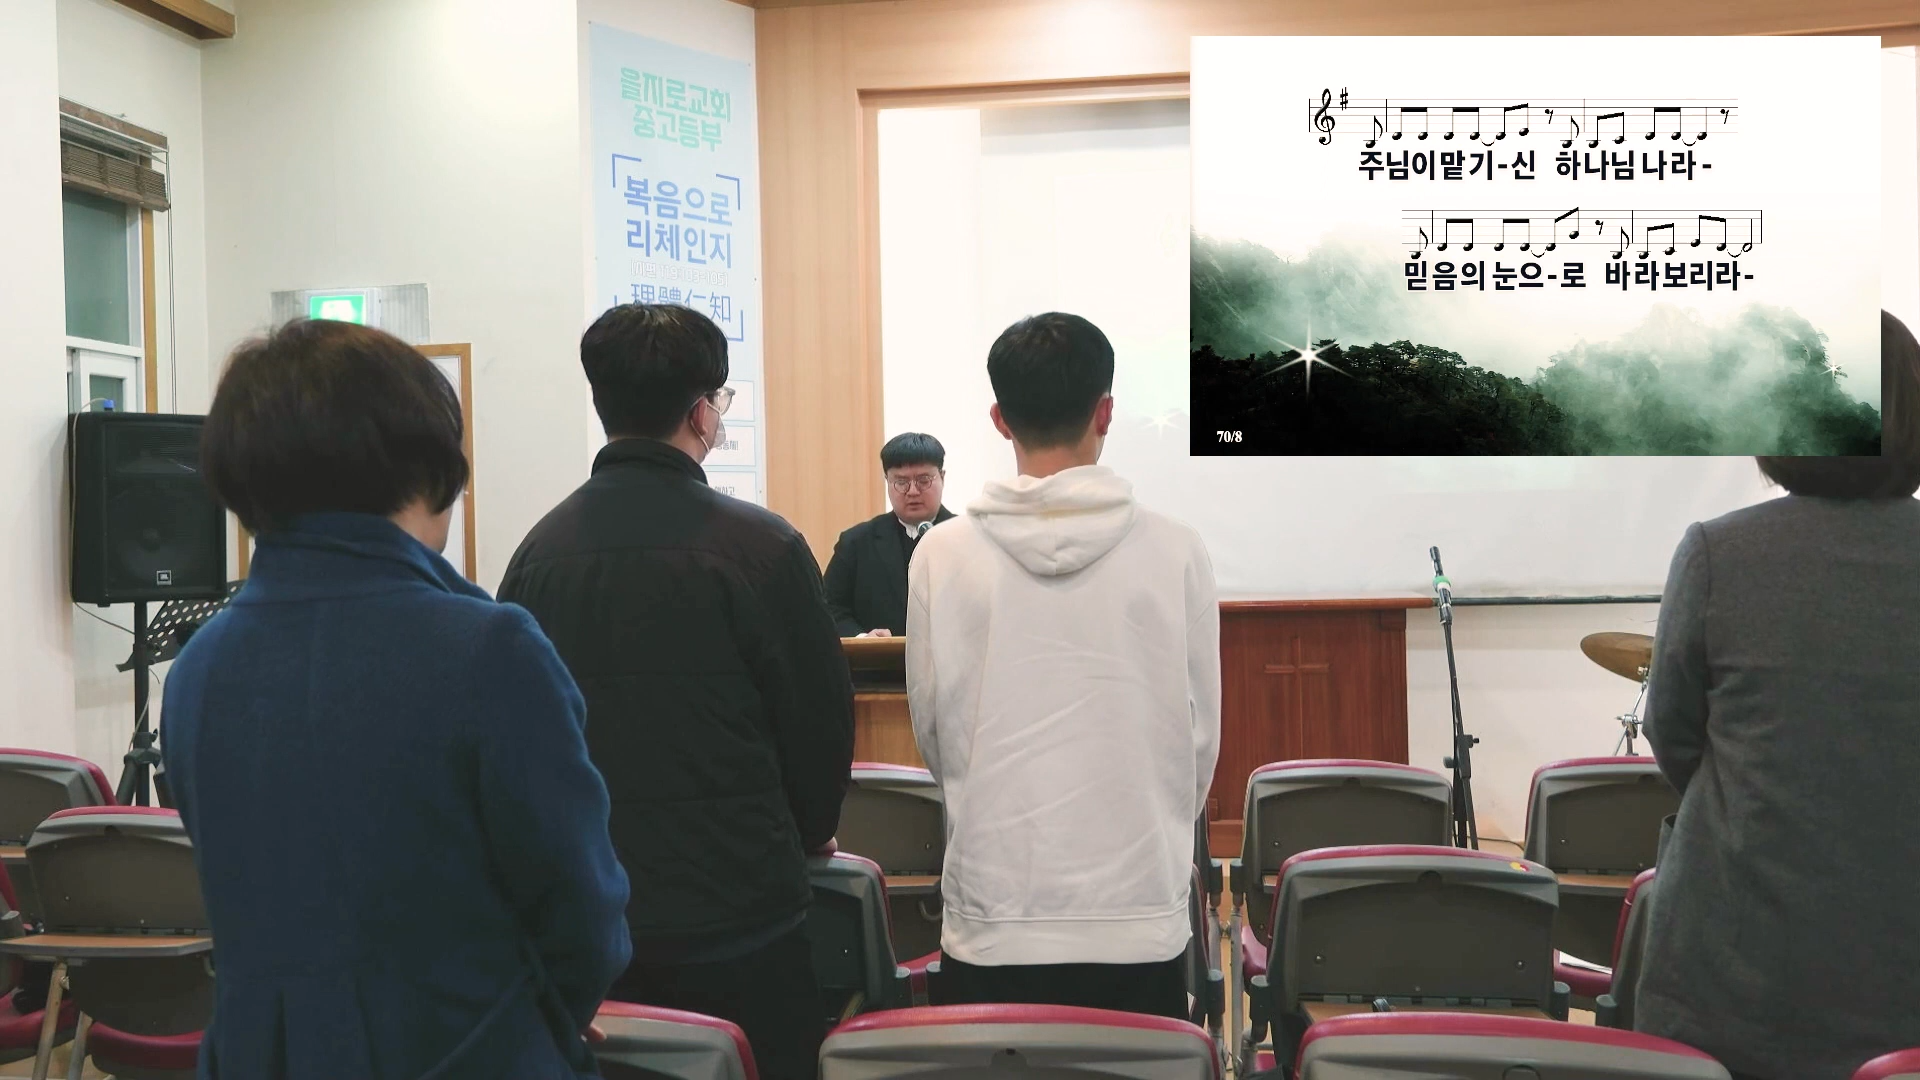 을지로교회
중고등부
복음으로
리체인지
理體仁知
주님이맡기-신 하나님나라-
믿음의눈으-로 바라보리라-
70/8
JBL